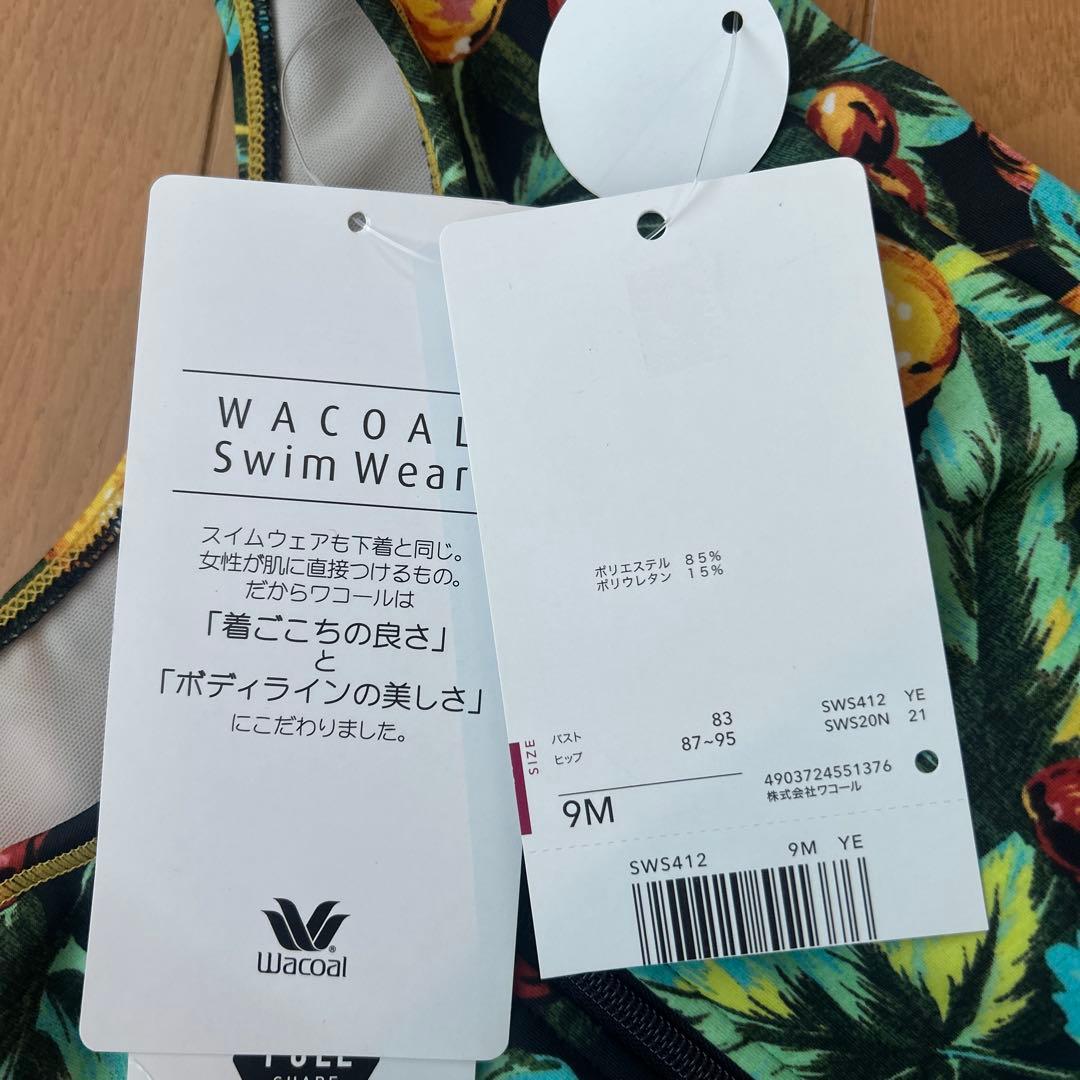 WACOAL
Swim Wear
スイムウェアも下着と同じ。
女性が肌に直接つけるもの。
だからワコールは
「着ごこちの良さ」
と
「ボディラインの美しさ」
にこだわりました。
Wacoal
FULL
SHAPE
ポリエステル 85%
ポリウレタン 15%
SIZE
バスト 83
ヒップ 87~95
9M
SWS412 YE
SWS20N 21
4903724551376
株式会社ワコール
SWS412 9M YE